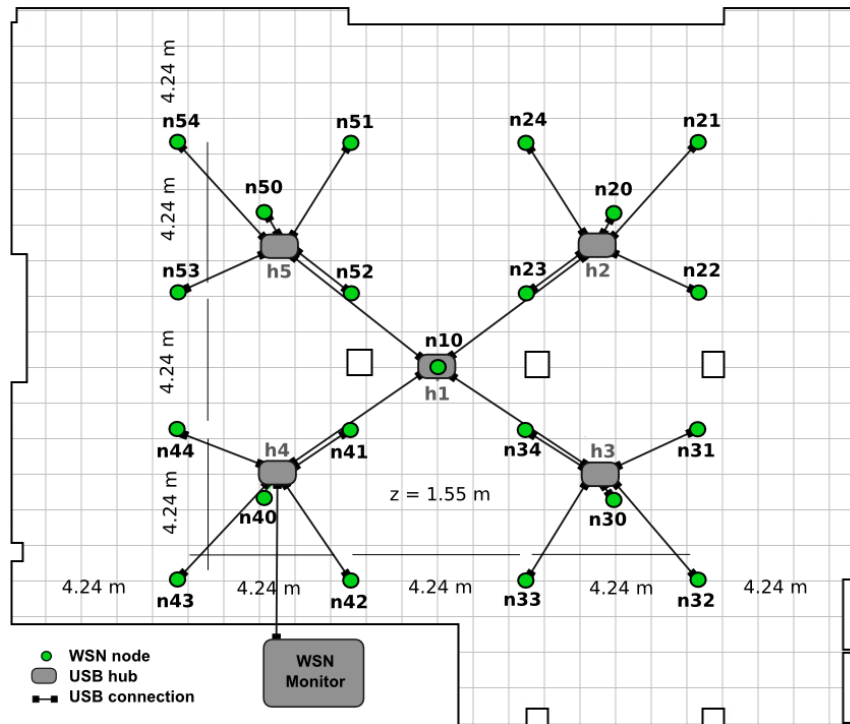 4.24 m
n54
n51
n24
n21
n50
n20
4.24 m
h5
h2
n53
n52
n23
n22
4.24 m
n10
h1
n44
h4
n41
n34
h3
n31
4.24 m
z = 1.55 m
n40
n30
4.24 m
4.24 m
4.24 m
4.24 m
4.24 m
n43
n42
n33
n32
WSN node
USB hub
USB connection
WSN
Monitor